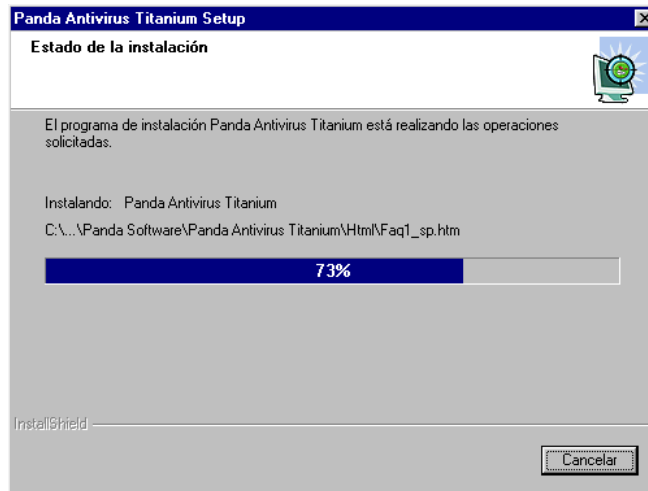 Panda Antivirus Titanium Setup
Estado de la instalación
El programa de instalación Panda Antivirus Titanium está realizando las operaciones
solicitadas.
Instalando: Panda Antivirus Titanium
C:\...\Panda Software\Panda Antivirus Titanium\Html\Faq1_sp.htm
73%
InstallShield
Cancelar